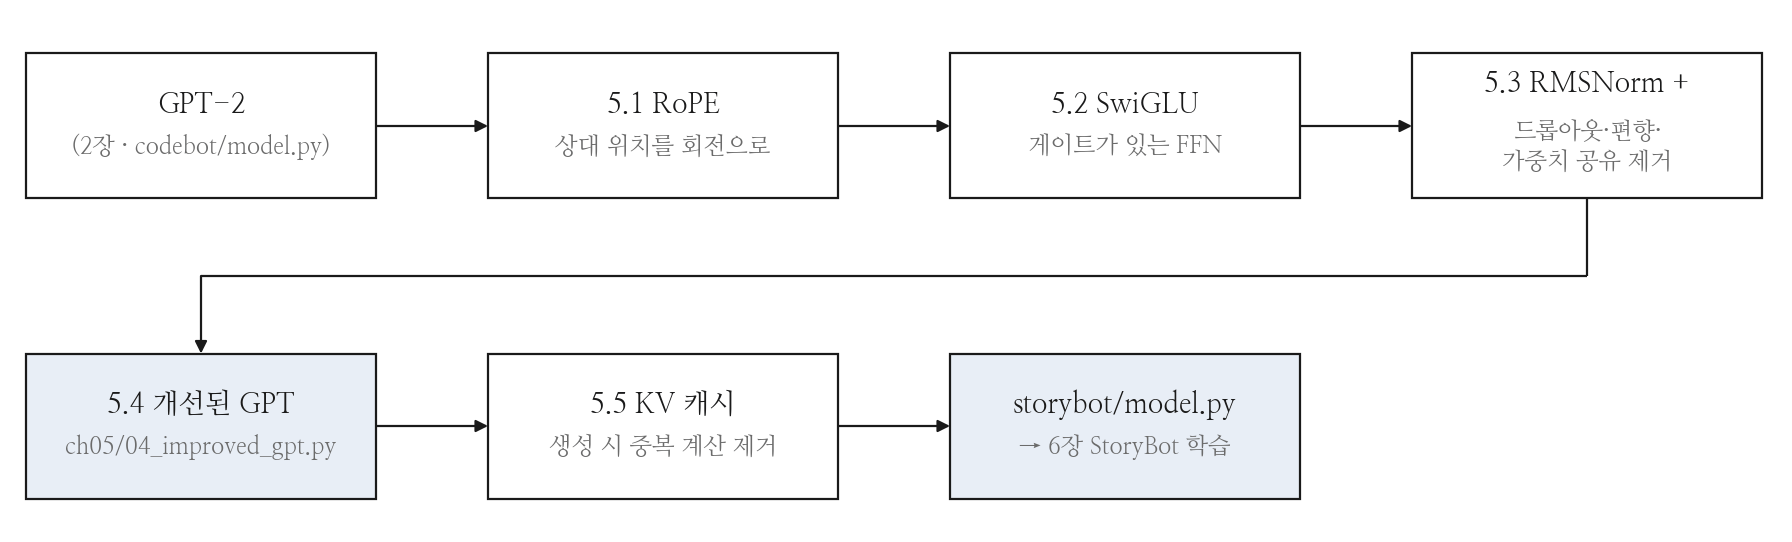 GPT-2
(2장 · codebot/model.py)
5.1 RoPE
상대 위치를 회전으로
5.2 SwiGLU
게이트가 있는 FFN
5.3 RMSNorm +
드롭아웃·편향·
가중치 공유 제거
5.4 개선된 GPT
ch05/04_improved_gpt.py
5.5 KV 캐시
생성 시 중복 계산 제거
storybot/model.py
→ 6장 StoryBot 학습